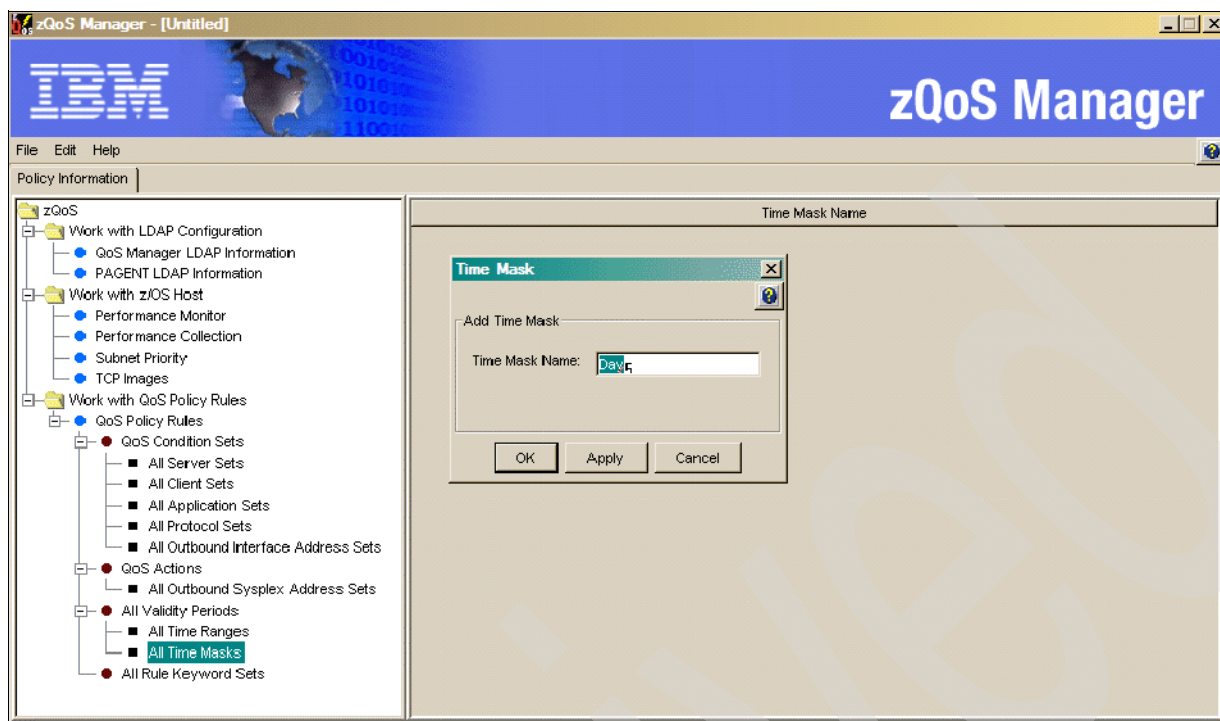 zQoS Manager - [Untitled]
IBM
zQoS Manager
File Edit Help
Policy Information
zQoS
Work with LDAP Configuration
QoS Manager LDAP Information
PAGENT LDAP Information
Work with z/OS Host
Performance Monitor
Performance Collection
Subnet Priority
TCP Images
Work with QoS Policy Rules
QoS Policy Rules
QoS Condition Sets
All Server Sets
All Client Sets
All Application Sets
All Protocol Sets
All Outbound Interface Address Sets
QoS Actions
All Outbound Sysplex Address Sets
All Validity Periods
All Time Ranges
All Time Masks
All Rule Keyword Sets
Time Mask Name
Time Mask
Add Time Mask
Time Mask Name: Day
OK Apply Cancel